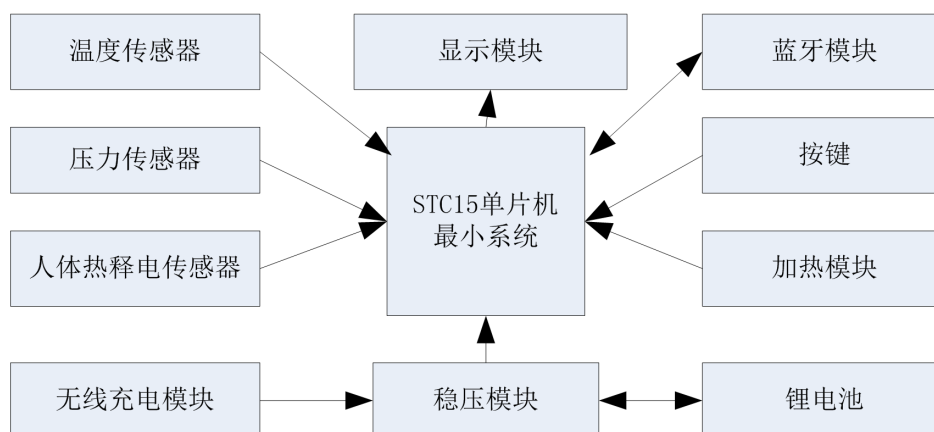 温度传感器
显示模块
蓝牙模块
压力传感器
按键
STC15单片机
最小系统
人体热释电传感器
加热模块
无线充电模块
稳压模块
锂电池